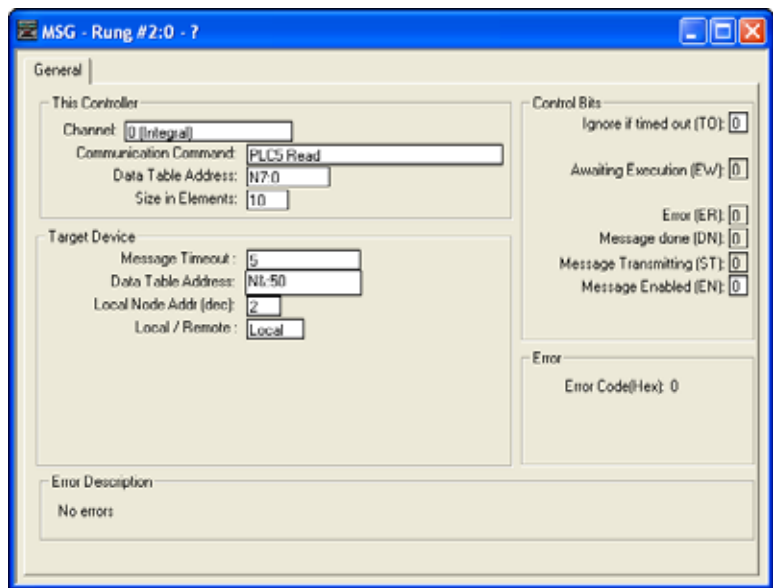 MSG - Rung #2:0 - ?
General
This Controller
Channel: 0 (Integral)
Communication Command: PLC5 Read
Data Table Address: N7:0
Size in Elements: 10
Target Device
Message Timeout : 5
Data Table Address: N&:50
Local Node Addr (dec): 2
Local / Remote : Local
Control Bits
Ignore if timed out (TO): 0
Awaiting Execution (EW): 0
Error (ER): 0
Message done (DN): 0
Message Transmitting (ST): 0
Message Enabled (EN): 0
Error
Error Code(Hex): 0
Error Description
No errors